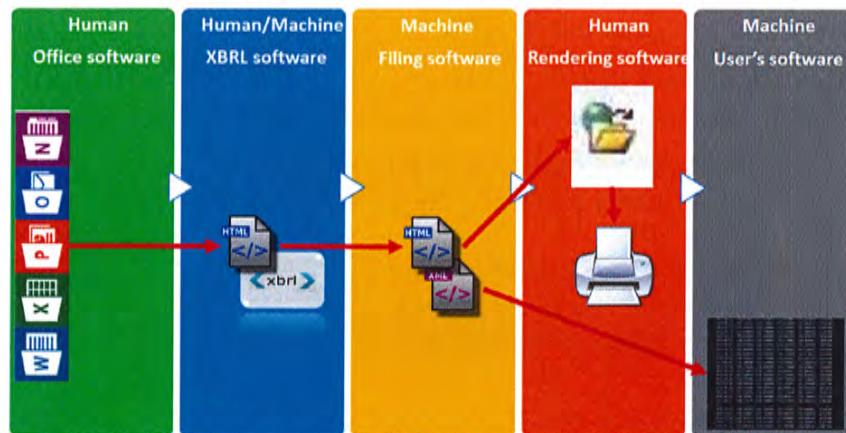 Human
Office software
Human/Machine
XBRL software
Machine
Filing software
Human
Rendering software
Machine
User's software
N
O
P
X
W
HTML
</>
<xbrl>
HTML
</>
XML
</>